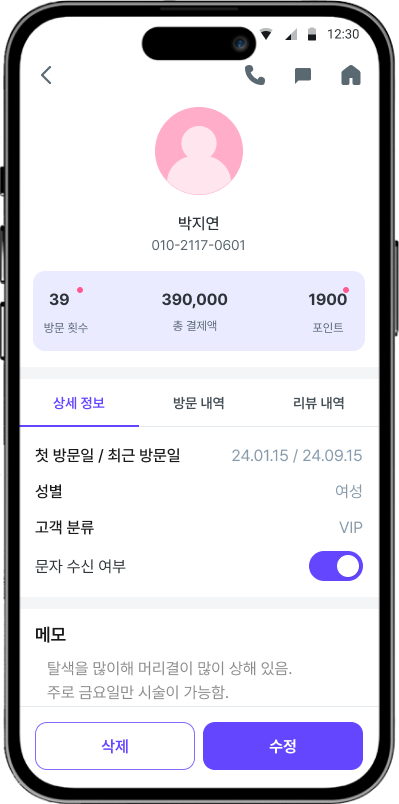 12:30
박지연
010-2117-0601
39 390,000 1900
방문 횟수 총 결제액 포인트
상세 정보 방문 내역 리뷰 내역
첫 방문일 / 최근 방문일 24.01.15 / 24.09.15
성별 여성
고객 분류 VIP
문자 수신 여부
메모
탈색을 많이해 머리결이 많이 상해 있음.
주로 금요일만 시술이 가능함.
삭제 수정